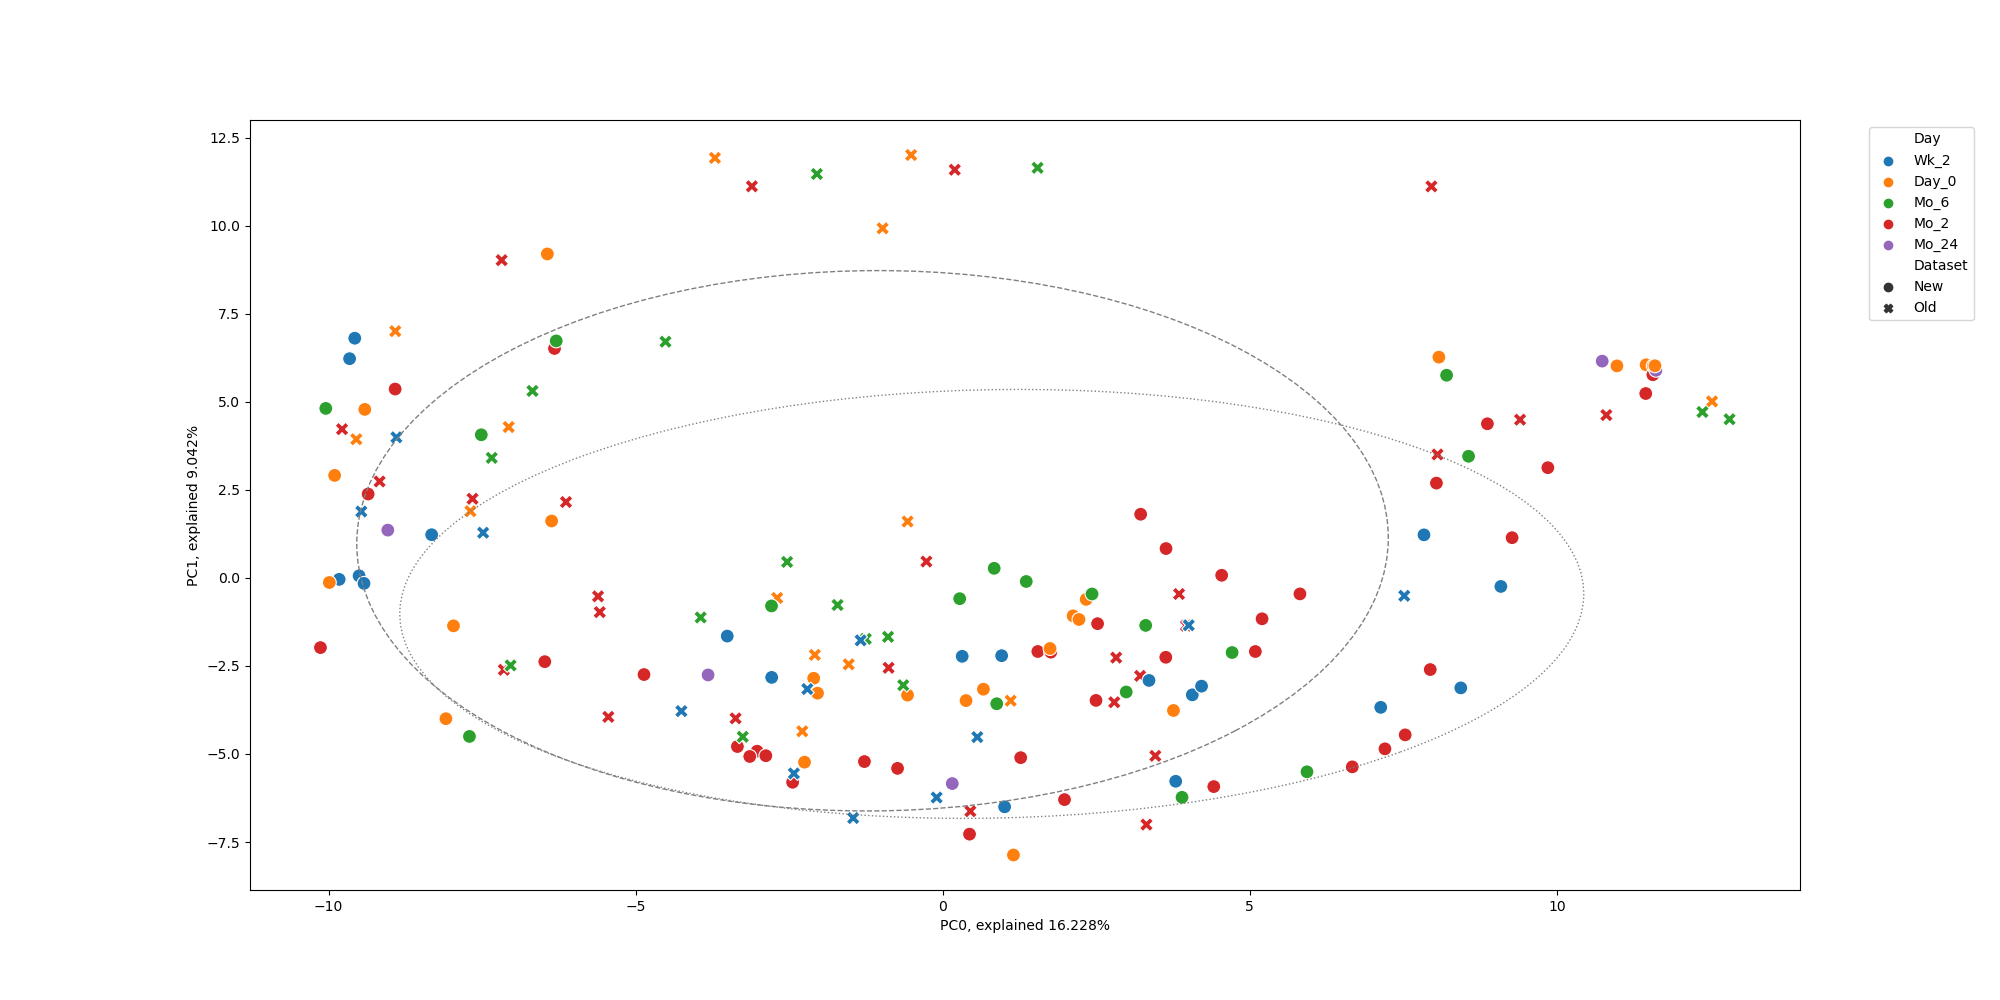 12.5
10.0
7.5
5.0
2.5
0.0
−2.5
−5.0
−7.5
PC1, explained 9.042%
−10
−5
0
5
10
PC0, explained 16.228%
Day
Wk_2
Day_0
Mo_6
Mo_2
Mo_24
Dataset
New
Old